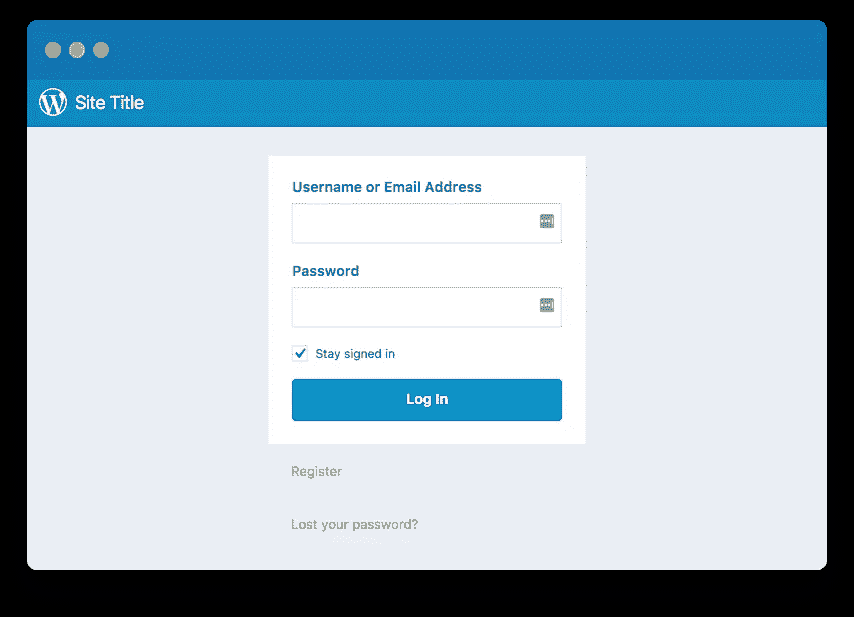 Site Title
Username or Email Address
Password
Stay signed in
Log In
Register
Lost your password?